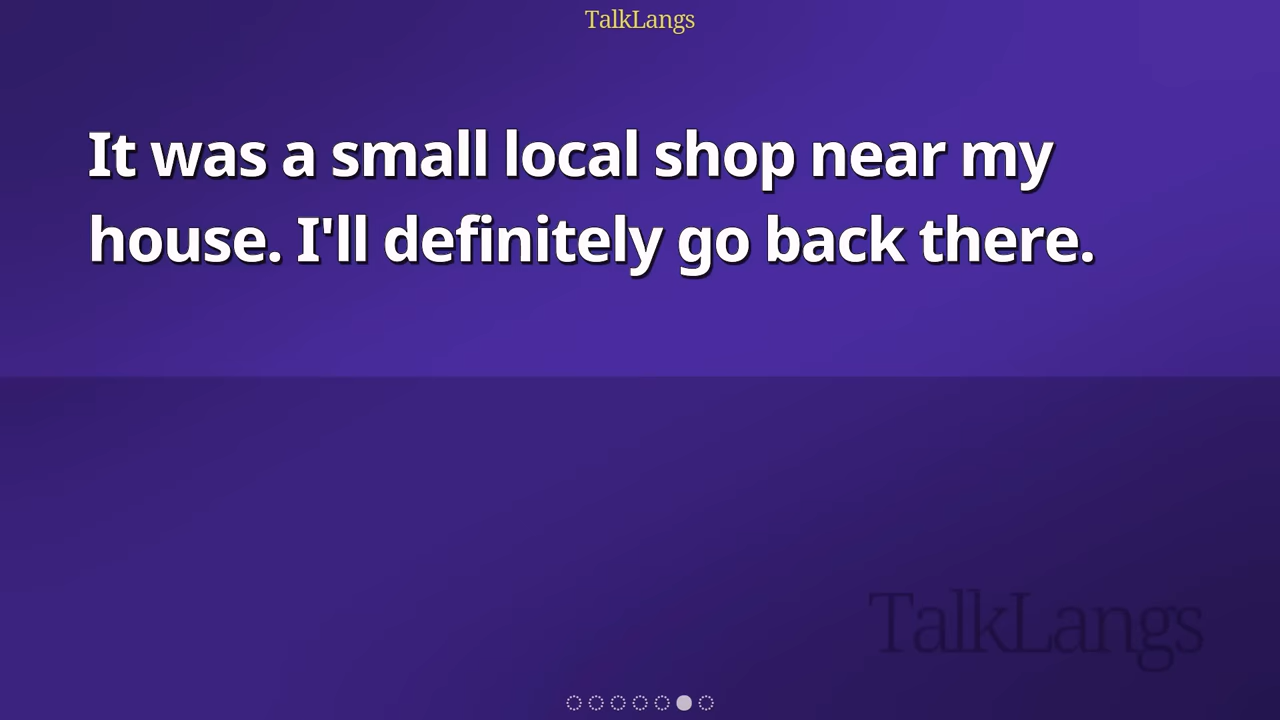 TalkLangs
It was a small local shop near my
house. I'll definitely go back there.
TalkLangs